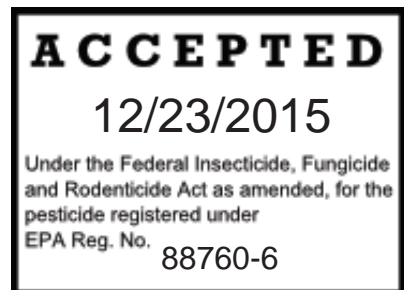 ACCEPTED
12/23/2015
Under the Federal Insecticide, Fungicide
and Rodenticide Act as amended, for the
pesticide registered under
EPA Reg. No. 88760-6